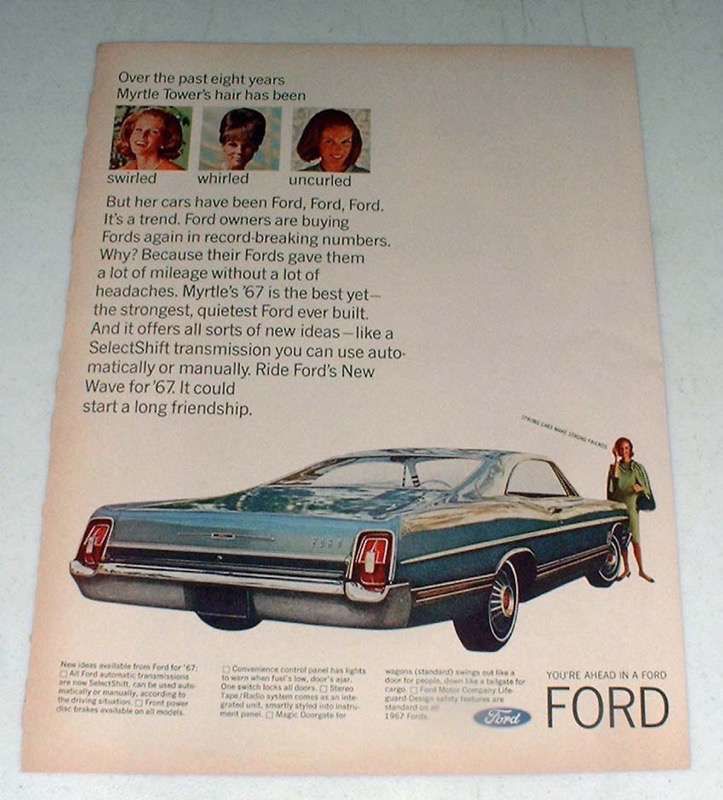 Over the past eight years
Myrtle Tower's hair has been
swirled
whirled
uncurled
But her cars have been Ford, Ford, Ford.
It's a trend. Ford owners are buying
Fords again in record-breaking numbers.
Why? Because their Fords gave them
a lot of mileage without a lot of
headaches. Myrtle's '67 is the best yet—
the strongest, quietest Ford ever built.
And it offers all sorts of new ideas—like a
SelectShift transmission you can use auto-
matically or manually. Ride Ford's New
Wave for '67. It could
start a long friendship.
STRONG CARS MAKE STRONG FRIENDS
FORD
New ideas available from Ford for '67:
□ All Ford automatic transmissions
are now SelectShift, can be used auto-
matically or manually, according to
the driving situation. □ Front power
disc brakes available on all models.
□ Convenience control panel has lights
to warn when fuel's low, door's ajar.
One switch locks all doors. □ Stereo
Tape/Radio system comes as an inte-
grated unit, smartly styled into instru-
ment panel. □ Magic Doorgate for
wagons (standard) swings out like a
door for people, down like a tailgate for
cargo. □ Ford Motor Company Life-
guard-Design safety features are
standard on all
1967 Fords.
Ford
YOU'RE AHEAD IN A FORD
FORD